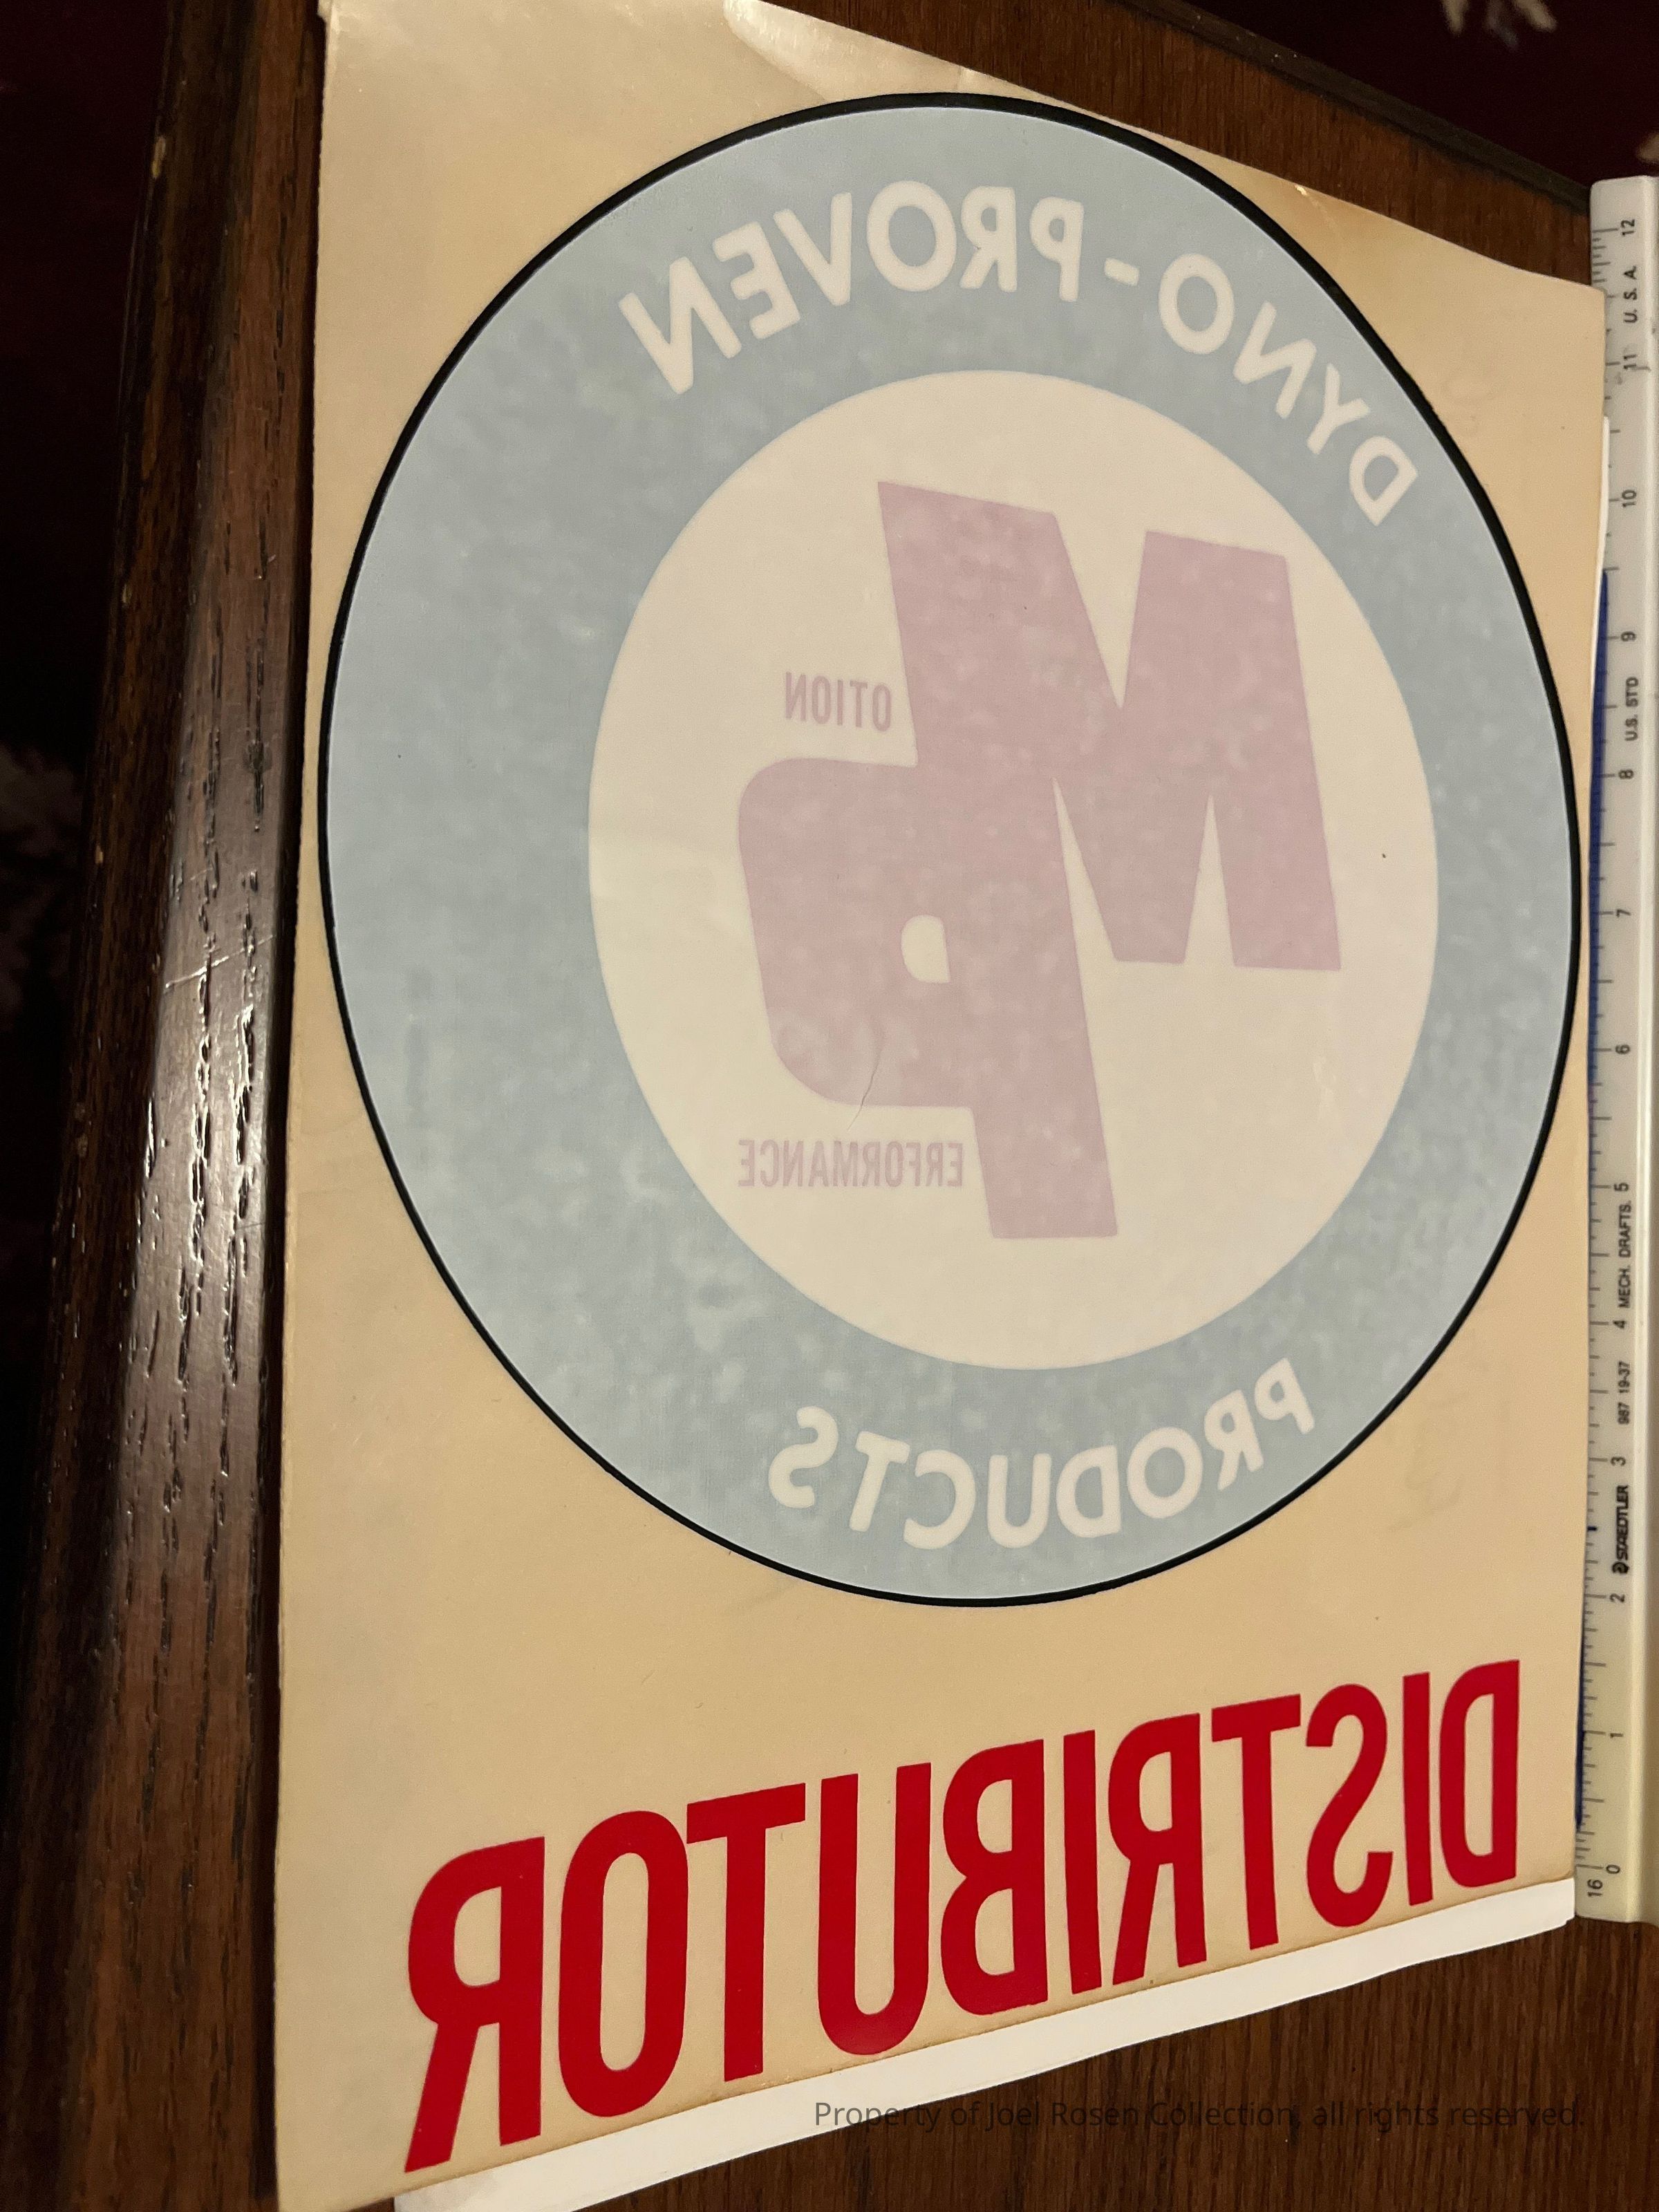 DYNO-PROVEN
M
OTION
P
ERFORMANCE
PRODUCTS
DISTRIBUTOR
12
U.S.A.
11
10
9
U.S. STD
8
7
6
5
MECH. DRAFTS.
4
987 19-37
3
STAEDTLER
2
1
0
16
Property of Joel Rosen Collection, all rights reserved.